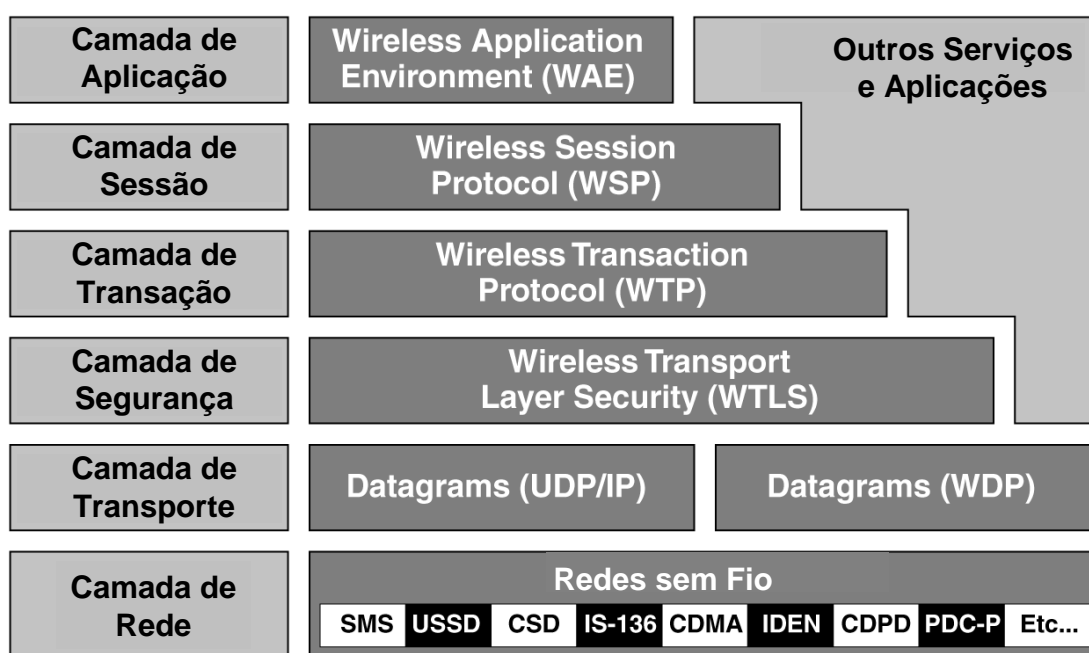 Camada de
Aplicação
Wireless Application
Environment (WAE)
Outros Serviços
e Aplicações
Camada de
Sessão
Wireless Session
Protocol (WSP)
Camada de
Transação
Wireless Transaction
Protocol (WTP)
Camada de
Segurança
Wireless Transport
Layer Security (WTLS)
Camada de
Transporte
Datagrams (UDP/IP)
Datagrams (WDP)
Camada de
Rede
Redes sem Fio
SMS USSD CSD IS-136 CDMA IDEN CDPD PDC-P Etc...